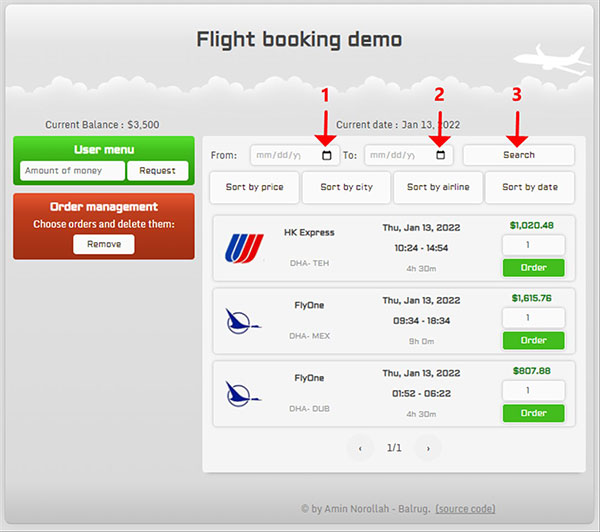 Flight booking demo
1 2 3
Current Balance : $3,500
Current date : Jan 13, 2022
User menu
Amount of money Request
Order management
Choose orders and delete them:
Remove
From: mm/dd/y To: mm/dd/y Search
Sort by price Sort by city Sort by airline Sort by date
HK Express Thu, Jan 13, 2022 $1,020.48
10:24 - 14:54 1
DHA- TEH 4h 30m Order
FlyOne Thu, Jan 13, 2022 $1,615.76
09:34 - 18:34 1
DHA- MEX 9h 0m Order
FlyOne Thu, Jan 13, 2022 $807.88
01:52 - 06:22 1
DHA- DUB 4h 30m Order
‹ 1/1 ›
© by Amin Norollah - Balrug. (source code)